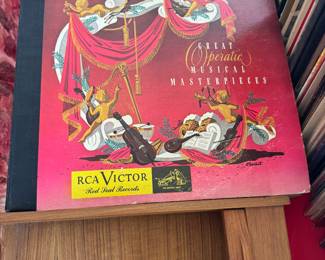 GREAT
Operatic
MUSICAL
MASTERPIECES
RCA VICTOR
Red Seal Records